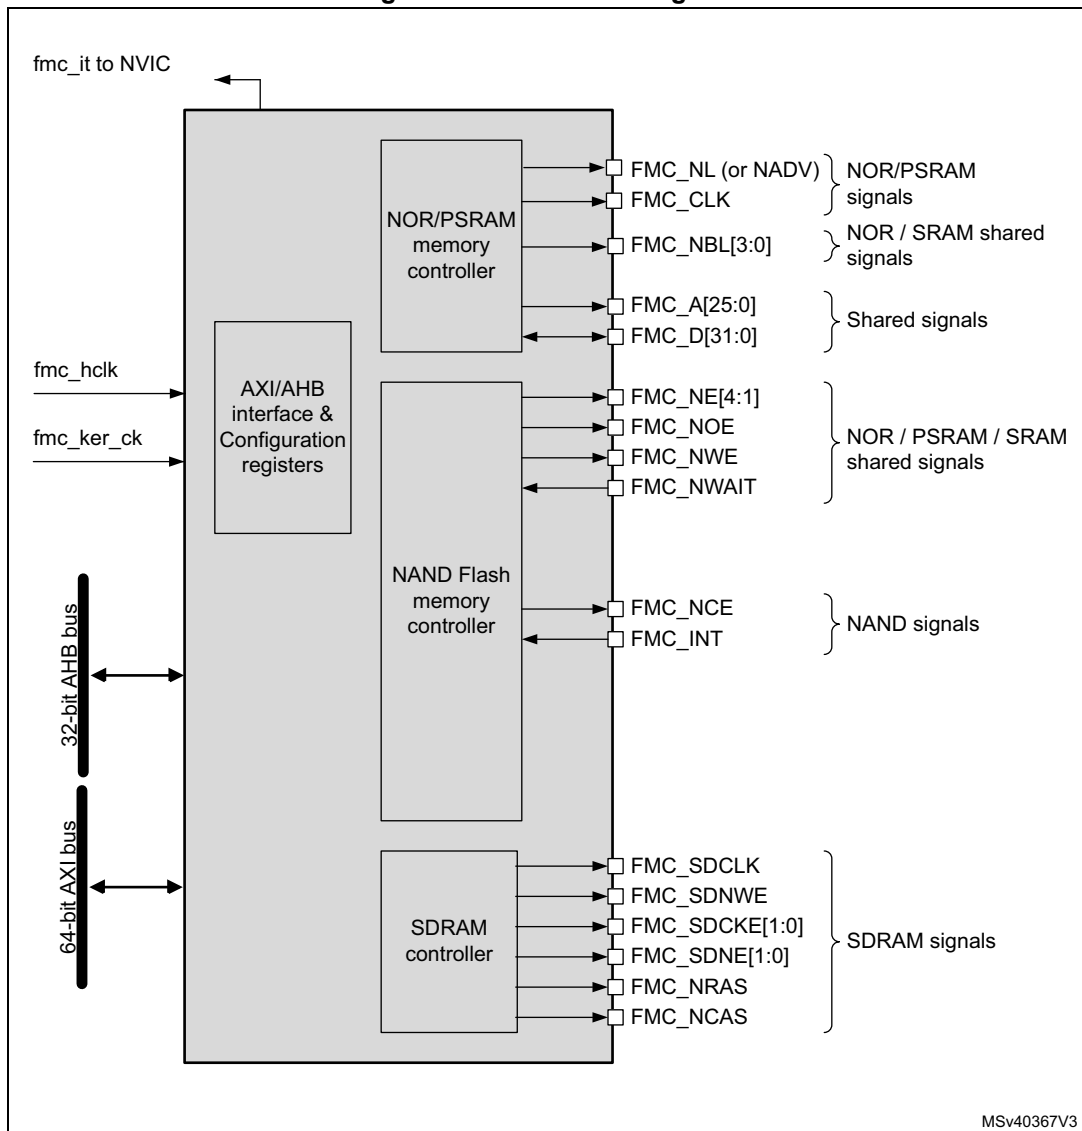 fmc_it to NVIC
FMC_NL (or NADV)
FMC_CLK
NOR/PSRAM
signals
NOR/PSRAM
memory
controller
FMC_NBL[3:0]
NOR / SRAM shared
signals
FMC_A[25:0]
FMC_D[31:0]
Shared signals
fmc_hclk
fmc_ker_ck
AXI/AHB
interface &
Configuration
registers
FMC_NE[4:1]
FMC_NOE
FMC_NWE
FMC_NWAIT
NOR / PSRAM / SRAM
shared signals
NAND Flash
memory
controller
FMC_NCE
FMC_INT
NAND signals
32-bit AHB bus
64-bit AXI bus
SDRAM
controller
FMC_SDCLK
FMC_SDNWE
FMC_SDCKE[1:0]
FMC_SDNE[1:0]
FMC_NRAS
FMC_NCAS
SDRAM signals
MSv40367V3